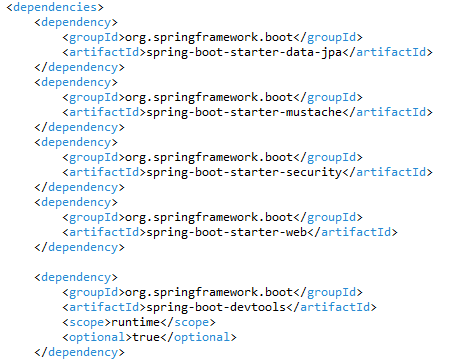 <dependencies>
    <dependency>
        <groupId>org.springframework.boot</groupId>
        <artifactId>spring-boot-starter-data-jpa</artifactId>
    </dependency>
    <dependency>
        <groupId>org.springframework.boot</groupId>
        <artifactId>spring-boot-starter-mustache</artifactId>
    </dependency>
    <dependency>
        <groupId>org.springframework.boot</groupId>
        <artifactId>spring-boot-starter-security</artifactId>
    </dependency>
    <dependency>
        <groupId>org.springframework.boot</groupId>
        <artifactId>spring-boot-starter-web</artifactId>
    </dependency>

    <dependency>
        <groupId>org.springframework.boot</groupId>
        <artifactId>spring-boot-devtools</artifactId>
        <scope>runtime</scope>
        <optional>true</optional>
    </dependency>